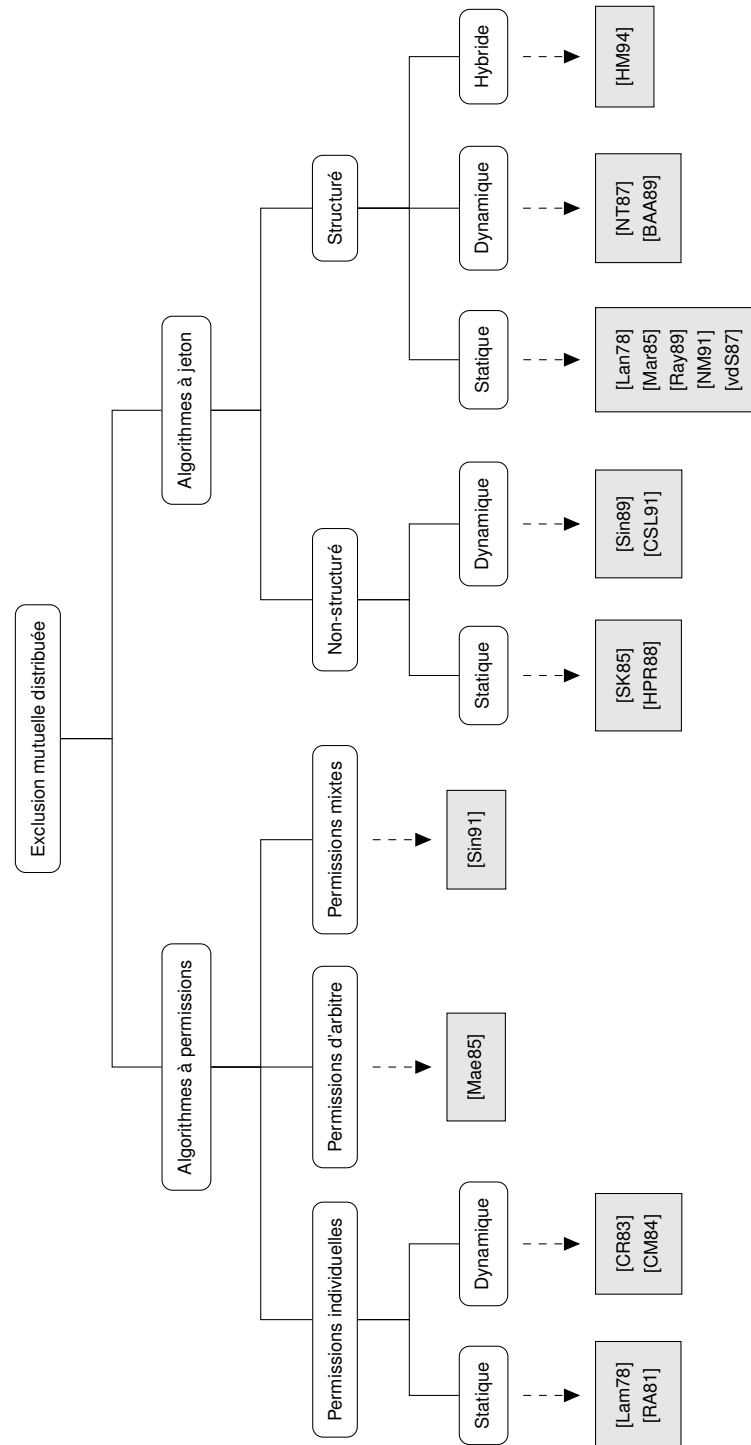 Exclusion mutuelle distribuée
Algorithmes à permissions
Algorithmes à jeton
Permissions individuelles
Permissions d'arbitre
Permissions mixtes
Non-structuré
Structuré
Statique
Dynamique
Statique
Dynamique
Statique
Dynamique
Hybride
[Lam78]
[RA81]
[CR83]
[CM84]
[Mae85]
[Sin91]
[SK85]
[HPR88]
[Sin89]
[CSL91]
[Lan78]
[Mar85]
[Ray89]
[NM91]
[vdS87]
[NT87]
[BAA89]
[HM94]